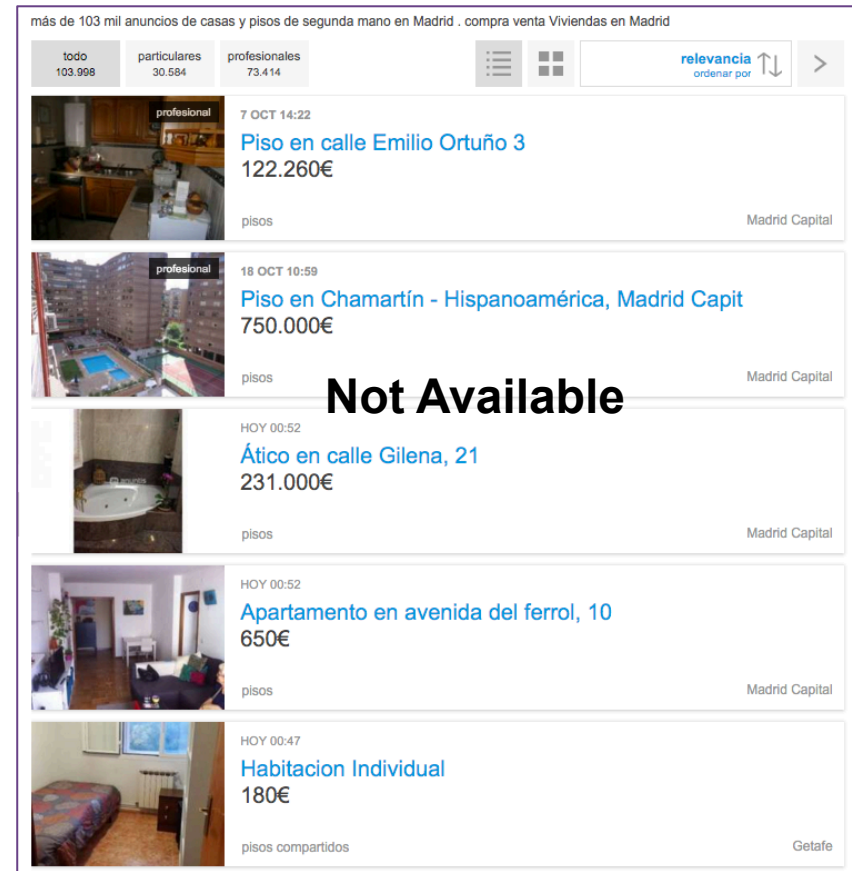 más de 103 mil anuncios de casas y pisos de segunda mano en Madrid . compra venta Viviendas en Madrid
todo
103.998
particulares
30.584
profesionales
73.414
relevancia
ordenar por
profesional
7 OCT 14:22
Piso en calle Emilio Ortuño 3
122.260€
pisos
Madrid Capital
profesional
18 OCT 10:59
Piso en Chamartín - Hispanoamérica, Madrid Capit
750.000€
pisos
Madrid Capital
Not Available
HOY 00:52
Ático en calle Gilena, 21
231.000€
pisos
Madrid Capital
HOY 00:52
Apartamento en avenida del ferrol, 10
650€
pisos
Madrid Capital
HOY 00:47
Habitacion Individual
180€
pisos compartidos
Getafe